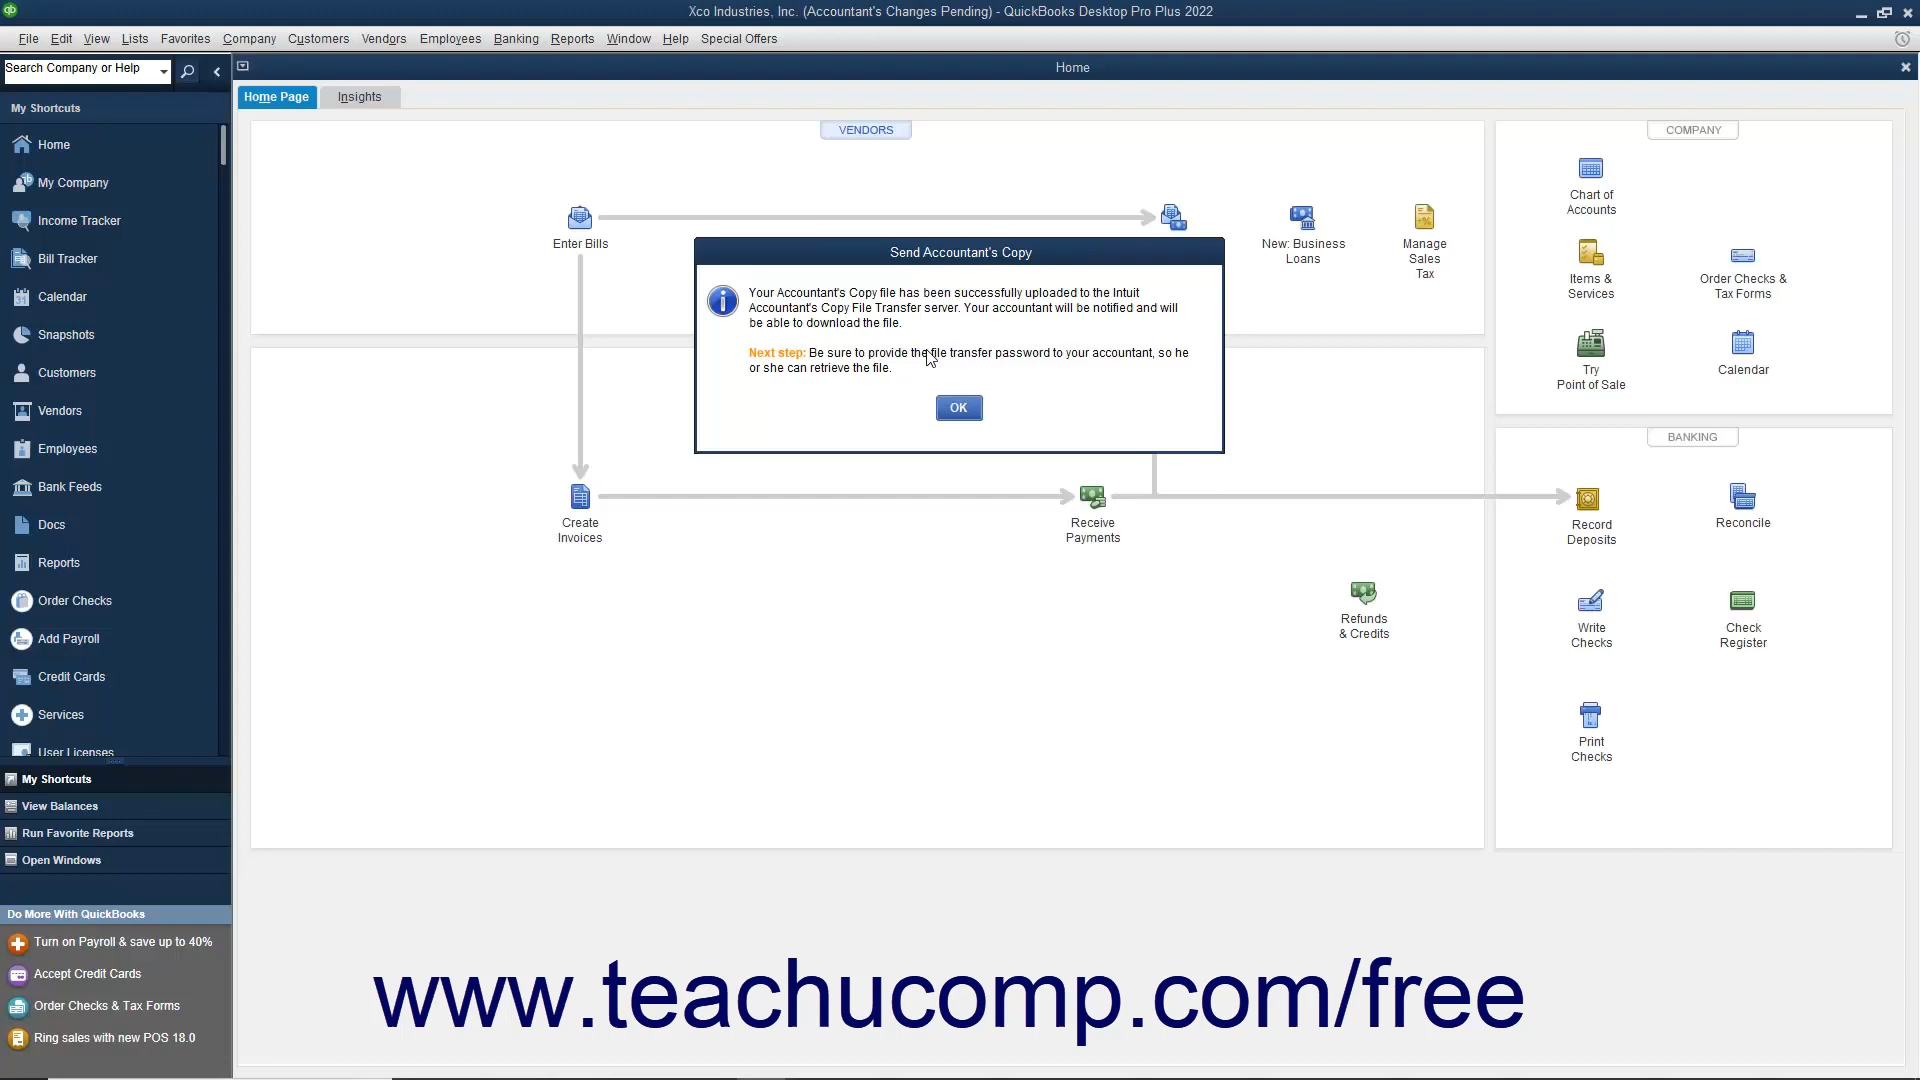 Xco Industries, Inc. (Accountant's Changes Pending) - QuickBooks Desktop Pro Plus 2022
File Edit View Lists Favorites Company Customers Vendors Employees Banking Reports Window Help Special Offers
Search Company or Help
Home
My Shortcuts
Home
My Company
Income Tracker
Bill Tracker
Calendar
Snapshots
Customers
Vendors
Employees
Bank Feeds
Docs
Reports
Order Checks
Add Payroll
Credit Cards
Services
User Licenses
My Shortcuts
View Balances
Run Favorite Reports
Open Windows
Do More With QuickBooks
Turn on Payroll & save up to 40%
Accept Credit Cards
Order Checks & Tax Forms
Ring sales with new POS 18.0
Home Page Insights
VENDORS
Enter Bills
New: Business
Loans
Manage
Sales
Tax
Send Accountant's Copy
Your Accountant's Copy file has been successfully uploaded to the Intuit
Accountant's Copy File Transfer server. Your accountant will be notified and will
be able to download the file.
Next step: Be sure to provide the file transfer password to your accountant, so he
or she can retrieve the file.
OK
Create
Invoices
Receive
Payments
Refunds
& Credits
COMPANY
Chart of
Accounts
Items &
Services
Order Checks &
Tax Forms
Try
Point of Sale
Calendar
BANKING
Record
Deposits
Reconcile
Write
Checks
Check
Register
Print
Checks
www.teachucomp.com/free